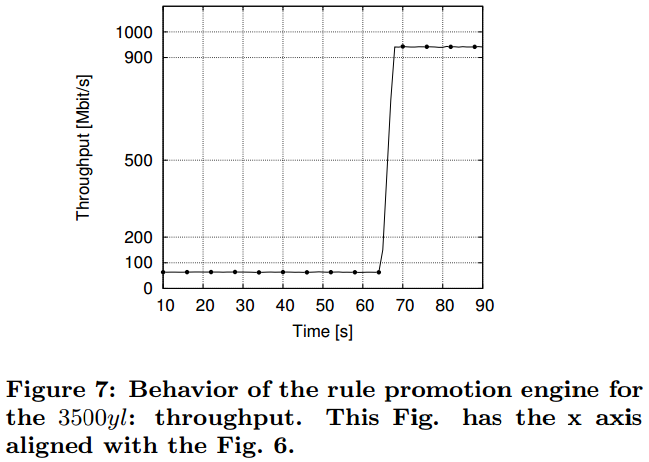 1000
900
500
200
100
0
Throughput [Mbit/s]
10 20 30 40 50 60 70 80 90
Time [s]
Figure 7: Behavior of the rule promotion engine for
the 3500yl: throughput. This Fig. has the x axis
aligned with the Fig. 6.